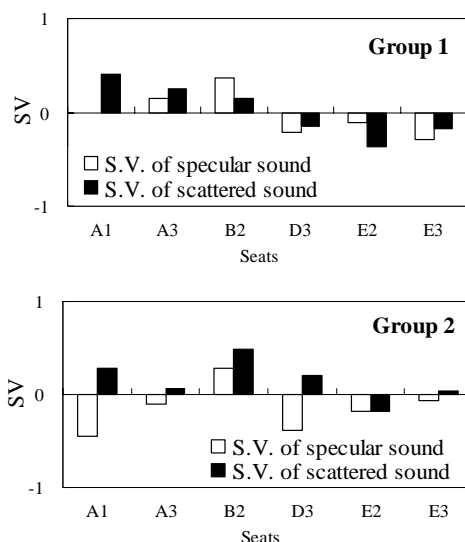 1
Group 1
SV
0
S.V. of specular sound
S.V. of scattered sound
-1
A1 A3 B2 D3 E2 E3
Seats
1
Group 2
SV
0
S.V. of specular sound
S.V. of scattered sound
-1
A1 A3 B2 D3 E2 E3
Seats